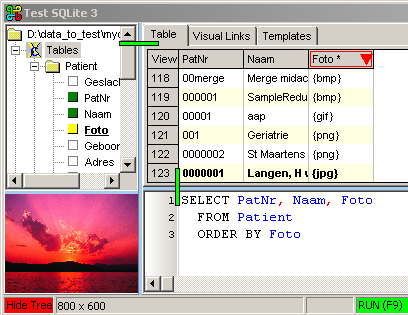 Test SQLite 3
D:\data_to_test\myc
Tables
Patient
Geslach
PatNr
Naam
Foto
Geboor
Adres
Table Visual Links Templates
View PatNr Naam Foto *
118 00merge Merge midac {bmp}
119 000001 SampleRedu {bmp}
120 00001 aap {gif}
121 001 Geriatrie {png}
122 0000002 St Maartens {png}
123 0000001 Langen, H v {jpg}
1 SELECT PatNr, Naam, Foto
2 FROM Patient
3 ORDER BY Foto
Hide Tree 800 x 600 RUN (F9)